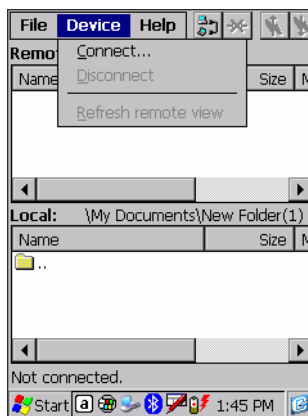 File Device Help
Remo
Connect...
Name
Disconnect
Size
Refresh remote view
Local: \My Documents\New Folder(1)
Name Size
..
Not connected.
Start a 1:45 PM